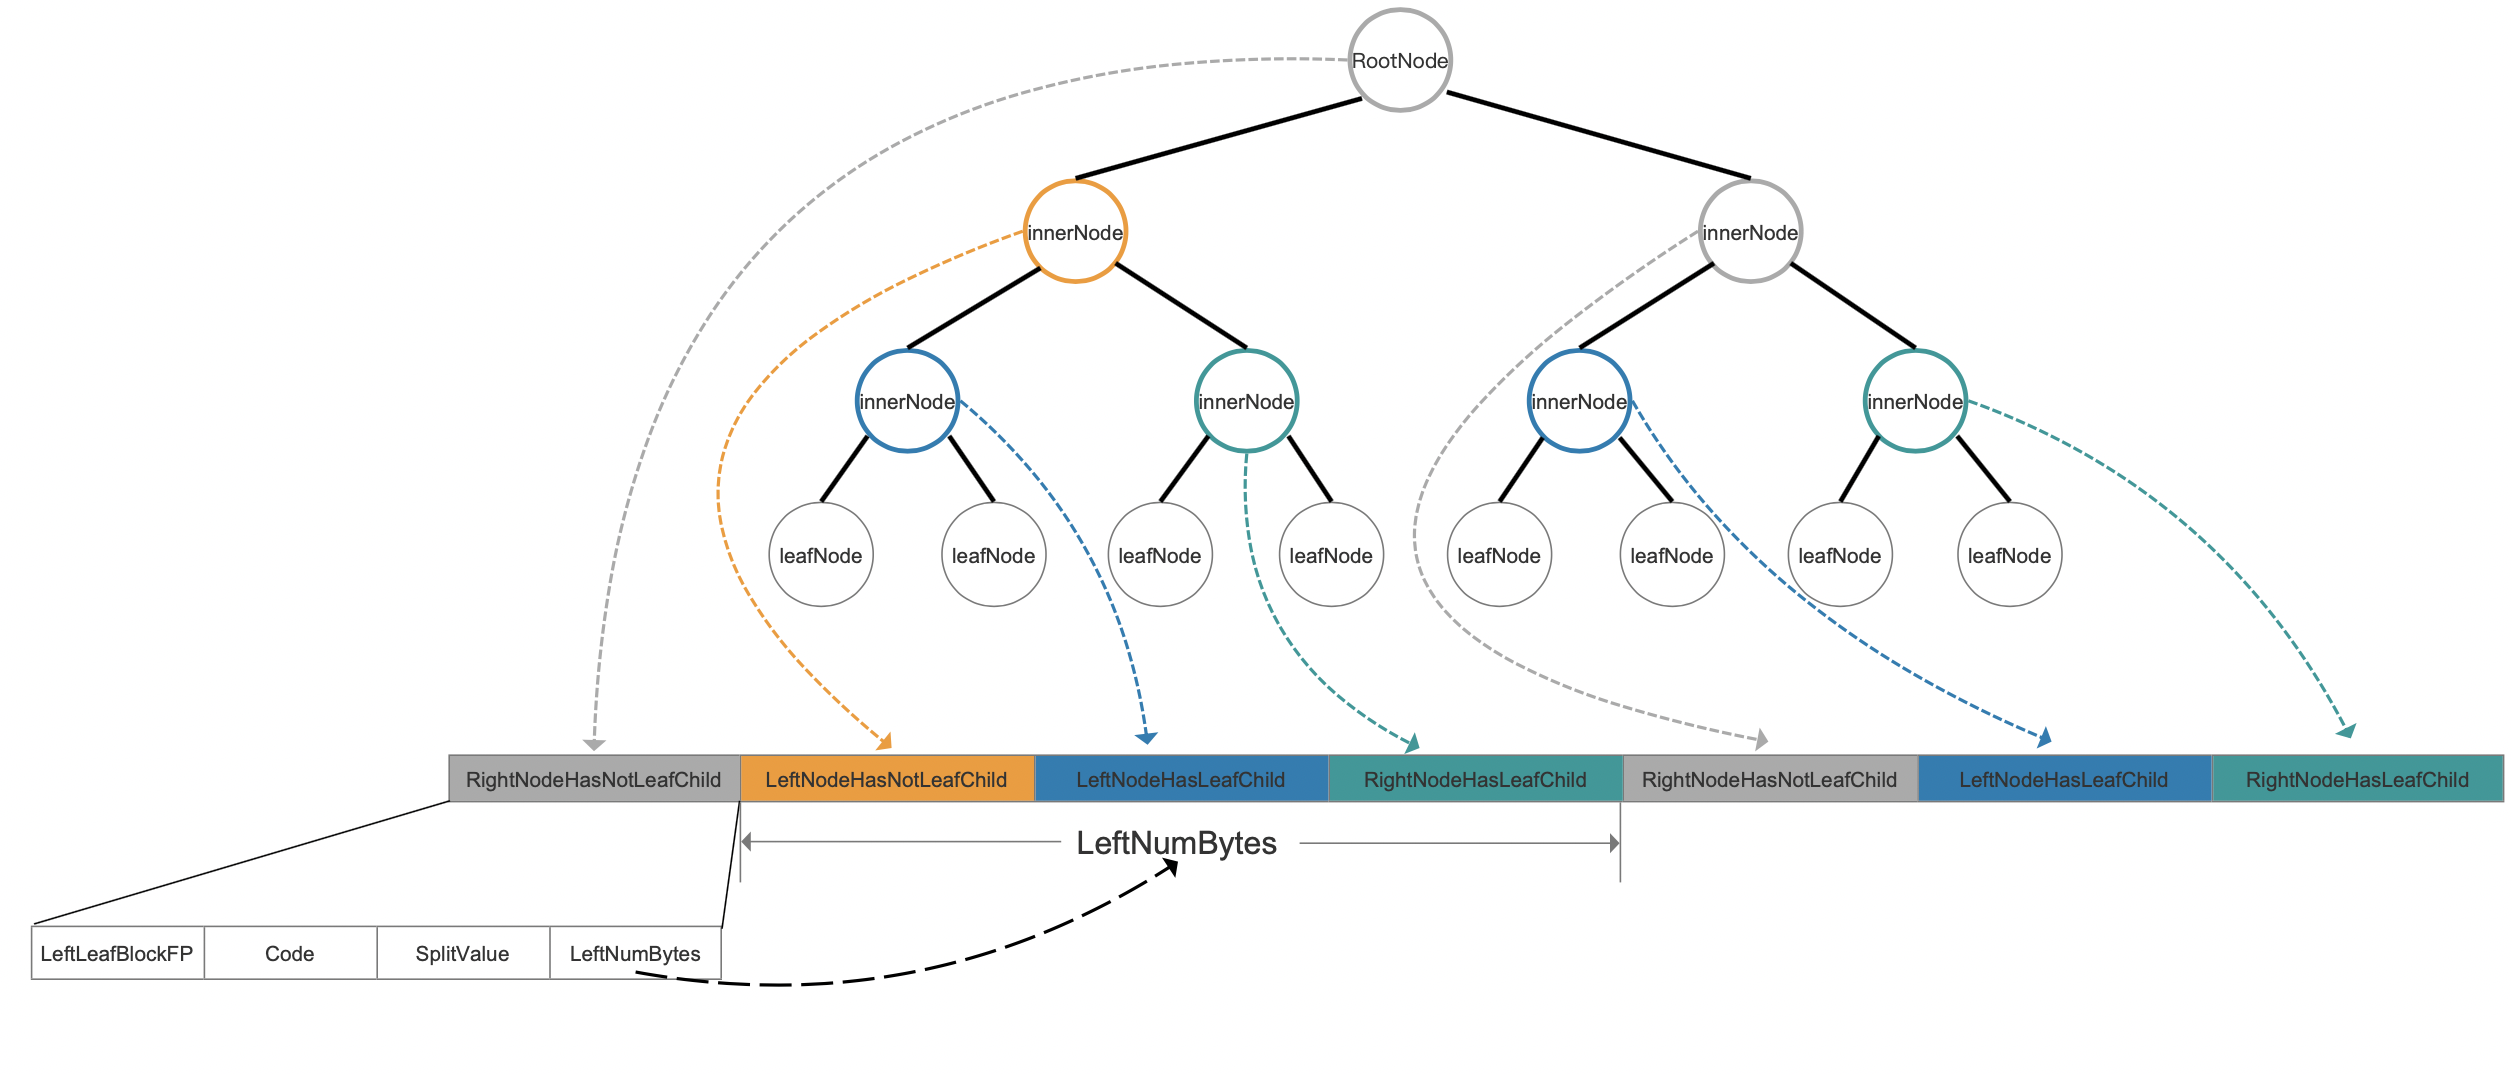 RootNode
innerNode
innerNode
innerNode
innerNode
innerNode
innerNode
leafNode
leafNode
leafNode
leafNode
leafNode
leafNode
leafNode
leafNode
RightNodeHasNotLeafChild
LeftNodeHasNotLeafChild
LeftNodeHasLeafChild
RightNodeHasLeafChild
RightNodeHasNotLeafChild
LeftNodeHasLeafChild
RightNodeHasLeafChild
LeftNumBytes
LeftLeafBlockFP
Code
SplitValue
LeftNumBytes